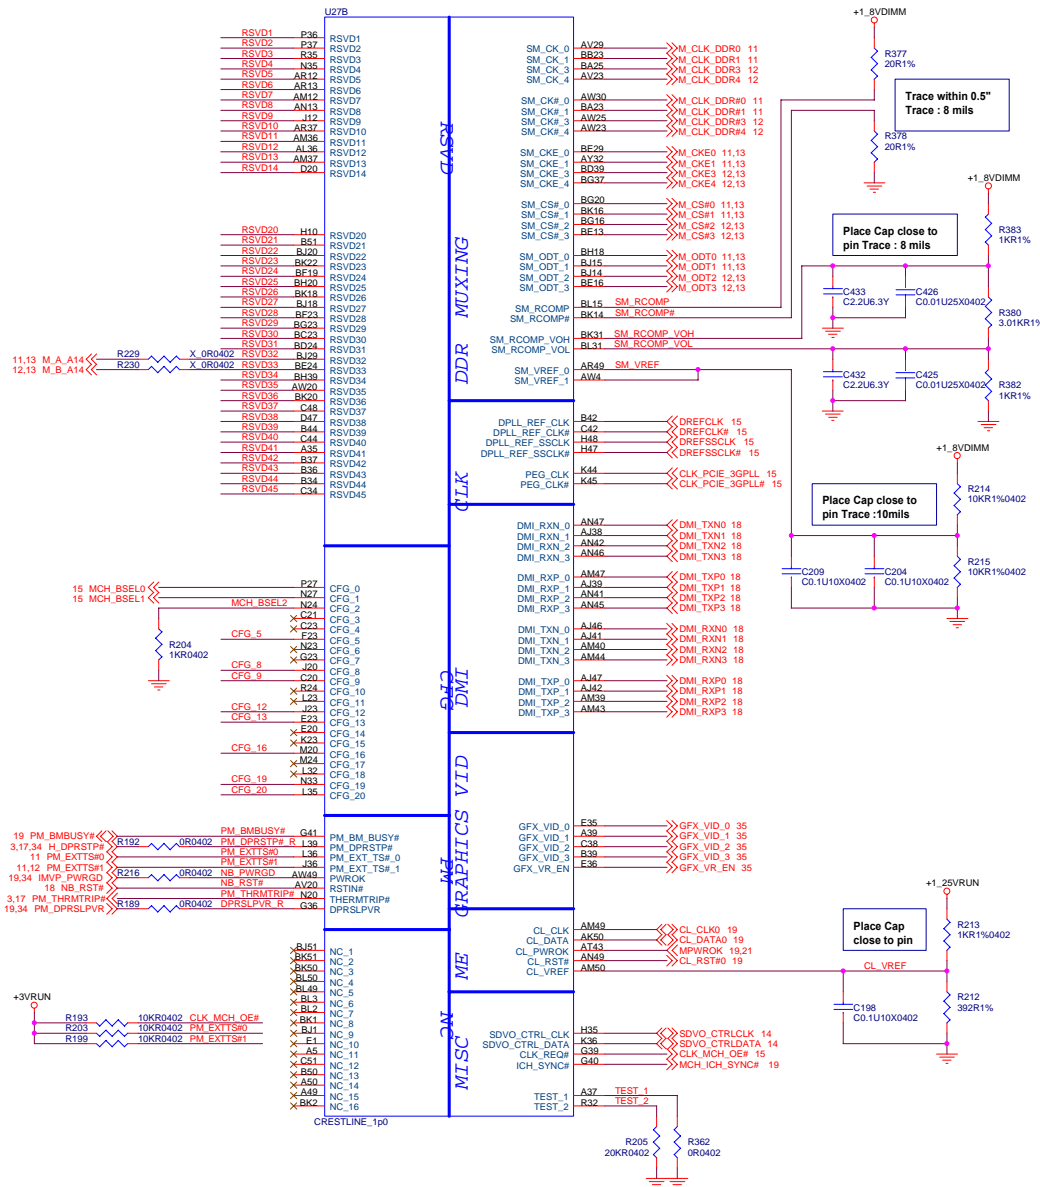 U27B
RSVD1 P36 RSVD1
RSVD2 P37 RSVD2
RSVD3 R35 RSVD3
RSVD4 N35 RSVD4
RSVD5 AR12 RSVD5
RSVD6 AR13 RSVD6
RSVD7 AM12 RSVD7
RSVD8 AN13 RSVD8
RSVD9 J12 RSVD9
RSVD10 AR37 RSVD10
RSVD11 AM36 RSVD11
RSVD12 AL36 RSVD12
RSVD13 AM37 RSVD13
RSVD14 D20 RSVD14
RSVD20 H10 RSVD20
RSVD21 B51 RSVD21
RSVD22 BJ20 RSVD22
RSVD23 BK22 RSVD23
RSVD24 BF19 RSVD24
RSVD25 BH20 RSVD25
RSVD26 BK18 RSVD26
RSVD27 BJ18 RSVD27
RSVD28 BF23 RSVD28
RSVD29 BG23 RSVD29
RSVD30 BC23 RSVD30
RSVD31 BD24 RSVD31
11,13 M_A_A14 R229 X_0R0402 RSVD32 BJ29 RSVD32
12,13 M_B_A14 R230 X_0R0402 RSVD33 BE24 RSVD33
RSVD34 BH39 RSVD34
RSVD35 AW20 RSVD35
RSVD36 BK20 RSVD36
RSVD37 C48 RSVD37
RSVD38 D47 RSVD38
RSVD39 B44 RSVD39
RSVD40 C44 RSVD40
RSVD41 A35 RSVD41
RSVD42 B37 RSVD42
RSVD43 B36 RSVD43
RSVD44 B34 RSVD44
RSVD45 C34 RSVD45
15 MCH_BSEL0 P27 CFG_0
15 MCH_BSEL1 N27 CFG_1
MCH_BSEL2 N24 CFG_2
C21 CFG_3
C23 CFG_4
CFG_5 F23 CFG_5
N23 CFG_6
G23 CFG_7
CFG_8 J20 CFG_8
CFG_9 C20 CFG_9
R24 CFG_10
L23 CFG_11
CFG_12 J23 CFG_12
CFG_13 E23 CFG_13
E20 CFG_14
K23 CFG_15
CFG_16 M20 CFG_16
M24 CFG_17
L32 CFG_18
CFG_19 N33 CFG_19
CFG_20 L35 CFG_20
R204
1KR0402
19 PM_BMBUSY# PM_BMBUSY# G41 PM_BM_BUSY#
3,17,34 H_DPRSTP# R192 0R0402 PM_DPRSTP#_R L39 PM_DPRSTP#
11 PM_EXTTS#0 PM_EXTTS#0 L36 PM_EXT_TS#_0
11,12 PM_EXTTS#1 PM_EXTTS#1 J36 PM_EXT_TS#_1
19,34 IMVP_PWRGD R216 0R0402 NB_PWRGD AW49 PWROK
18 NB_RST# NB_RST# AV20 RSTIN#
3,17 PM_THRMTRIP# PM_THRMTRIP# N20 THERMTRIP#
19,34 PM_DPRSLPVR R189 0R0402 DPRSLPVR_R G36 DPRSLPVR
BJ51 NC_1
BK51 NC_2
BK50 NC_3
BL50 NC_4
BL49 NC_5
BL3 NC_6
BL2 NC_7
BK1 NC_8
BJ1 NC_9
E1 NC_10
A5 NC_11
C51 NC_12
B50 NC_13
A50 NC_14
A49 NC_15
BK2 NC_16
+3VRUN
R193 10KR0402 CLK_MCH_OE#
R203 10KR0402 PM_EXTTS#0
R199 10KR0402 PM_EXTTS#1
CRESTLINE_1p0
RSVD
CFG
PM
NC
DDR MUXING
CLK
DMI
GRAPHICS VID
ME
MISC
SM_CK_0 AV29 M_CLK_DDR0 11
SM_CK_1 BB23 M_CLK_DDR1 11
SM_CK_3 BA25 M_CLK_DDR3 12
SM_CK_4 AV23 M_CLK_DDR4 12
SM_CK#_0 AW30 M_CLK_DDR#0 11
SM_CK#_1 BA23 M_CLK_DDR#1 11
SM_CK#_3 AW25 M_CLK_DDR#3 12
SM_CK#_4 AW23 M_CLK_DDR#4 12
SM_CKE_0 BE29 M_CKE0 11,13
SM_CKE_1 AY32 M_CKE1 11,13
SM_CKE_3 BD39 M_CKE3 12,13
SM_CKE_4 BG37 M_CKE4 12,13
SM_CS#_0 BG20 M_CS#0 11,13
SM_CS#_1 BK16 M_CS#1 11,13
SM_CS#_2 BG16 M_CS#2 12,13
SM_CS#_3 BE13 M_CS#3 12,13
SM_ODT_0 BH18 M_ODT0 11,13
SM_ODT_1 BJ15 M_ODT1 11,13
SM_ODT_2 BJ14 M_ODT2 12,13
SM_ODT_3 BE16 M_ODT3 12,13
SM_RCOMP BL15 SM_RCOMP
SM_RCOMP# BK14 SM_RCOMP#
SM_RCOMP_VOH BK31 SM_RCOMP_VOH
SM_RCOMP_VOL BL31 SM_RCOMP_VOL
SM_VREF_0 AR49 SM_VREF
SM_VREF_1 AW4
DPLL_REF_CLK B42 DREFCLK 15
DPLL_REF_CLK# C42 DREFCLK# 15
DPLL_REF_SSCLK H48 DREFSSCLK 15
DPLL_REF_SSCLK# H47 DREFSSCLK# 15
PEG_CLK K44 CLK_PCIE_3GPLL 15
PEG_CLK# K45 CLK_PCIE_3GPLL# 15
DMI_RXN_0 AN47 DMI_TXN0 18
DMI_RXN_1 AJ38 DMI_TXN1 18
DMI_RXN_2 AN42 DMI_TXN2 18
DMI_RXN_3 AN46 DMI_TXN3 18
DMI_RXP_0 AM47 DMI_TXP0 18
DMI_RXP_1 AJ39 DMI_TXP1 18
DMI_RXP_2 AN41 DMI_TXP2 18
DMI_RXP_3 AN45 DMI_TXP3 18
DMI_TXN_0 AJ46 DMI_RXN0 18
DMI_TXN_1 AJ41 DMI_RXN1 18
DMI_TXN_2 AM40 DMI_RXN2 18
DMI_TXN_3 AM44 DMI_RXN3 18
DMI_TXP_0 AJ47 DMI_RXP0 18
DMI_TXP_1 AJ42 DMI_RXP1 18
DMI_TXP_2 AM39 DMI_RXP2 18
DMI_TXP_3 AM43 DMI_RXP3 18
GFX_VID_0 E35 GFX_VID_0 35
GFX_VID_1 A39 GFX_VID_1 35
GFX_VID_2 C38 GFX_VID_2 35
GFX_VID_3 B39 GFX_VID_3 35
GFX_VR_EN E36 GFX_VR_EN 35
CL_CLK AM49 CL_CLK0 19
CL_DATA AK50 CL_DATA0 19
CL_PWROK AT43 MPWROK 19,21
CL_RST# AN49 CL_RST#0 19
CL_VREF AM50 CL_VREF
SDVO_CTRL_CLK H35 SDVO_CTRLCLK 14
SDVO_CTRL_DATA K36 SDVO_CTRLDATA 14
CLK_REQ# G39 CLK_MCH_OE# 15
ICH_SYNC# G40 MCH_ICH_SYNC# 19
TEST_1 A37 TEST_1
TEST_2 R32 TEST_2
R205
20KR0402
R362
0R0402
+1_8VDIMM
R377
20R1%
Trace within 0.5"
Trace : 8 mils
R378
20R1%
+1_8VDIMM
Place Cap close to
pin Trace : 8 mils
R383
1KR1%
C433
C2.2U6.3Y
C426
C0.01U25X0402
R380
3.01KR1%
C432
C2.2U6.3Y
C425
C0.01U25X0402
R382
1KR1%
+1_8VDIMM
Place Cap close to
pin Trace :10mils
R214
10KR1%0402
C209
C0.1U10X0402
C204
C0.1U10X0402
R215
10KR1%0402
+1_25VRUN
Place Cap
close to pin
R213
1KR1%0402
C198
C0.1U10X0402
R212
392R1%